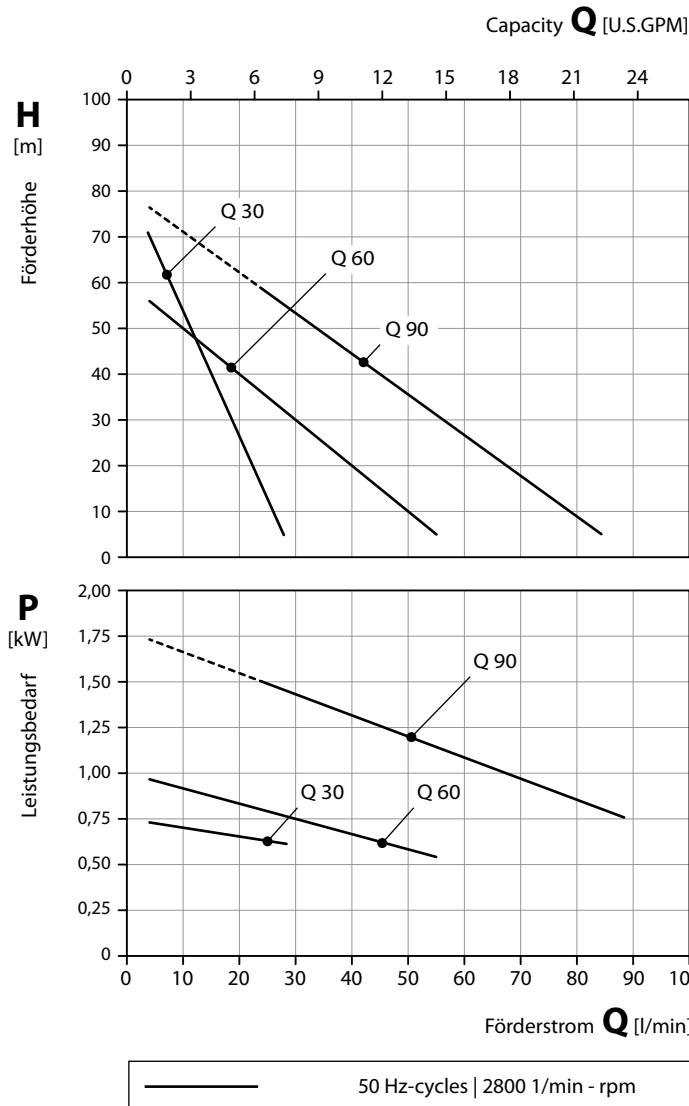 Capacity Q [U.S.GPM]
0 3 6 9 12 15 18 21 24
H
[m]
Förderhöhe
100
90
80
70
60
50
40
30
20
10
0
Q 30
Q 60
Q 90
P
[kW]
Leistungsbedarf
2,00
1,75
1,50
1,25
1,00
0,75
0,50
0,25
0
Q 90
Q 30
Q 60
0 10 20 30 40 50 60 70 80 90 100
Förderstrom Q [l/min]
50 Hz-cycles | 2800 1/min - rpm